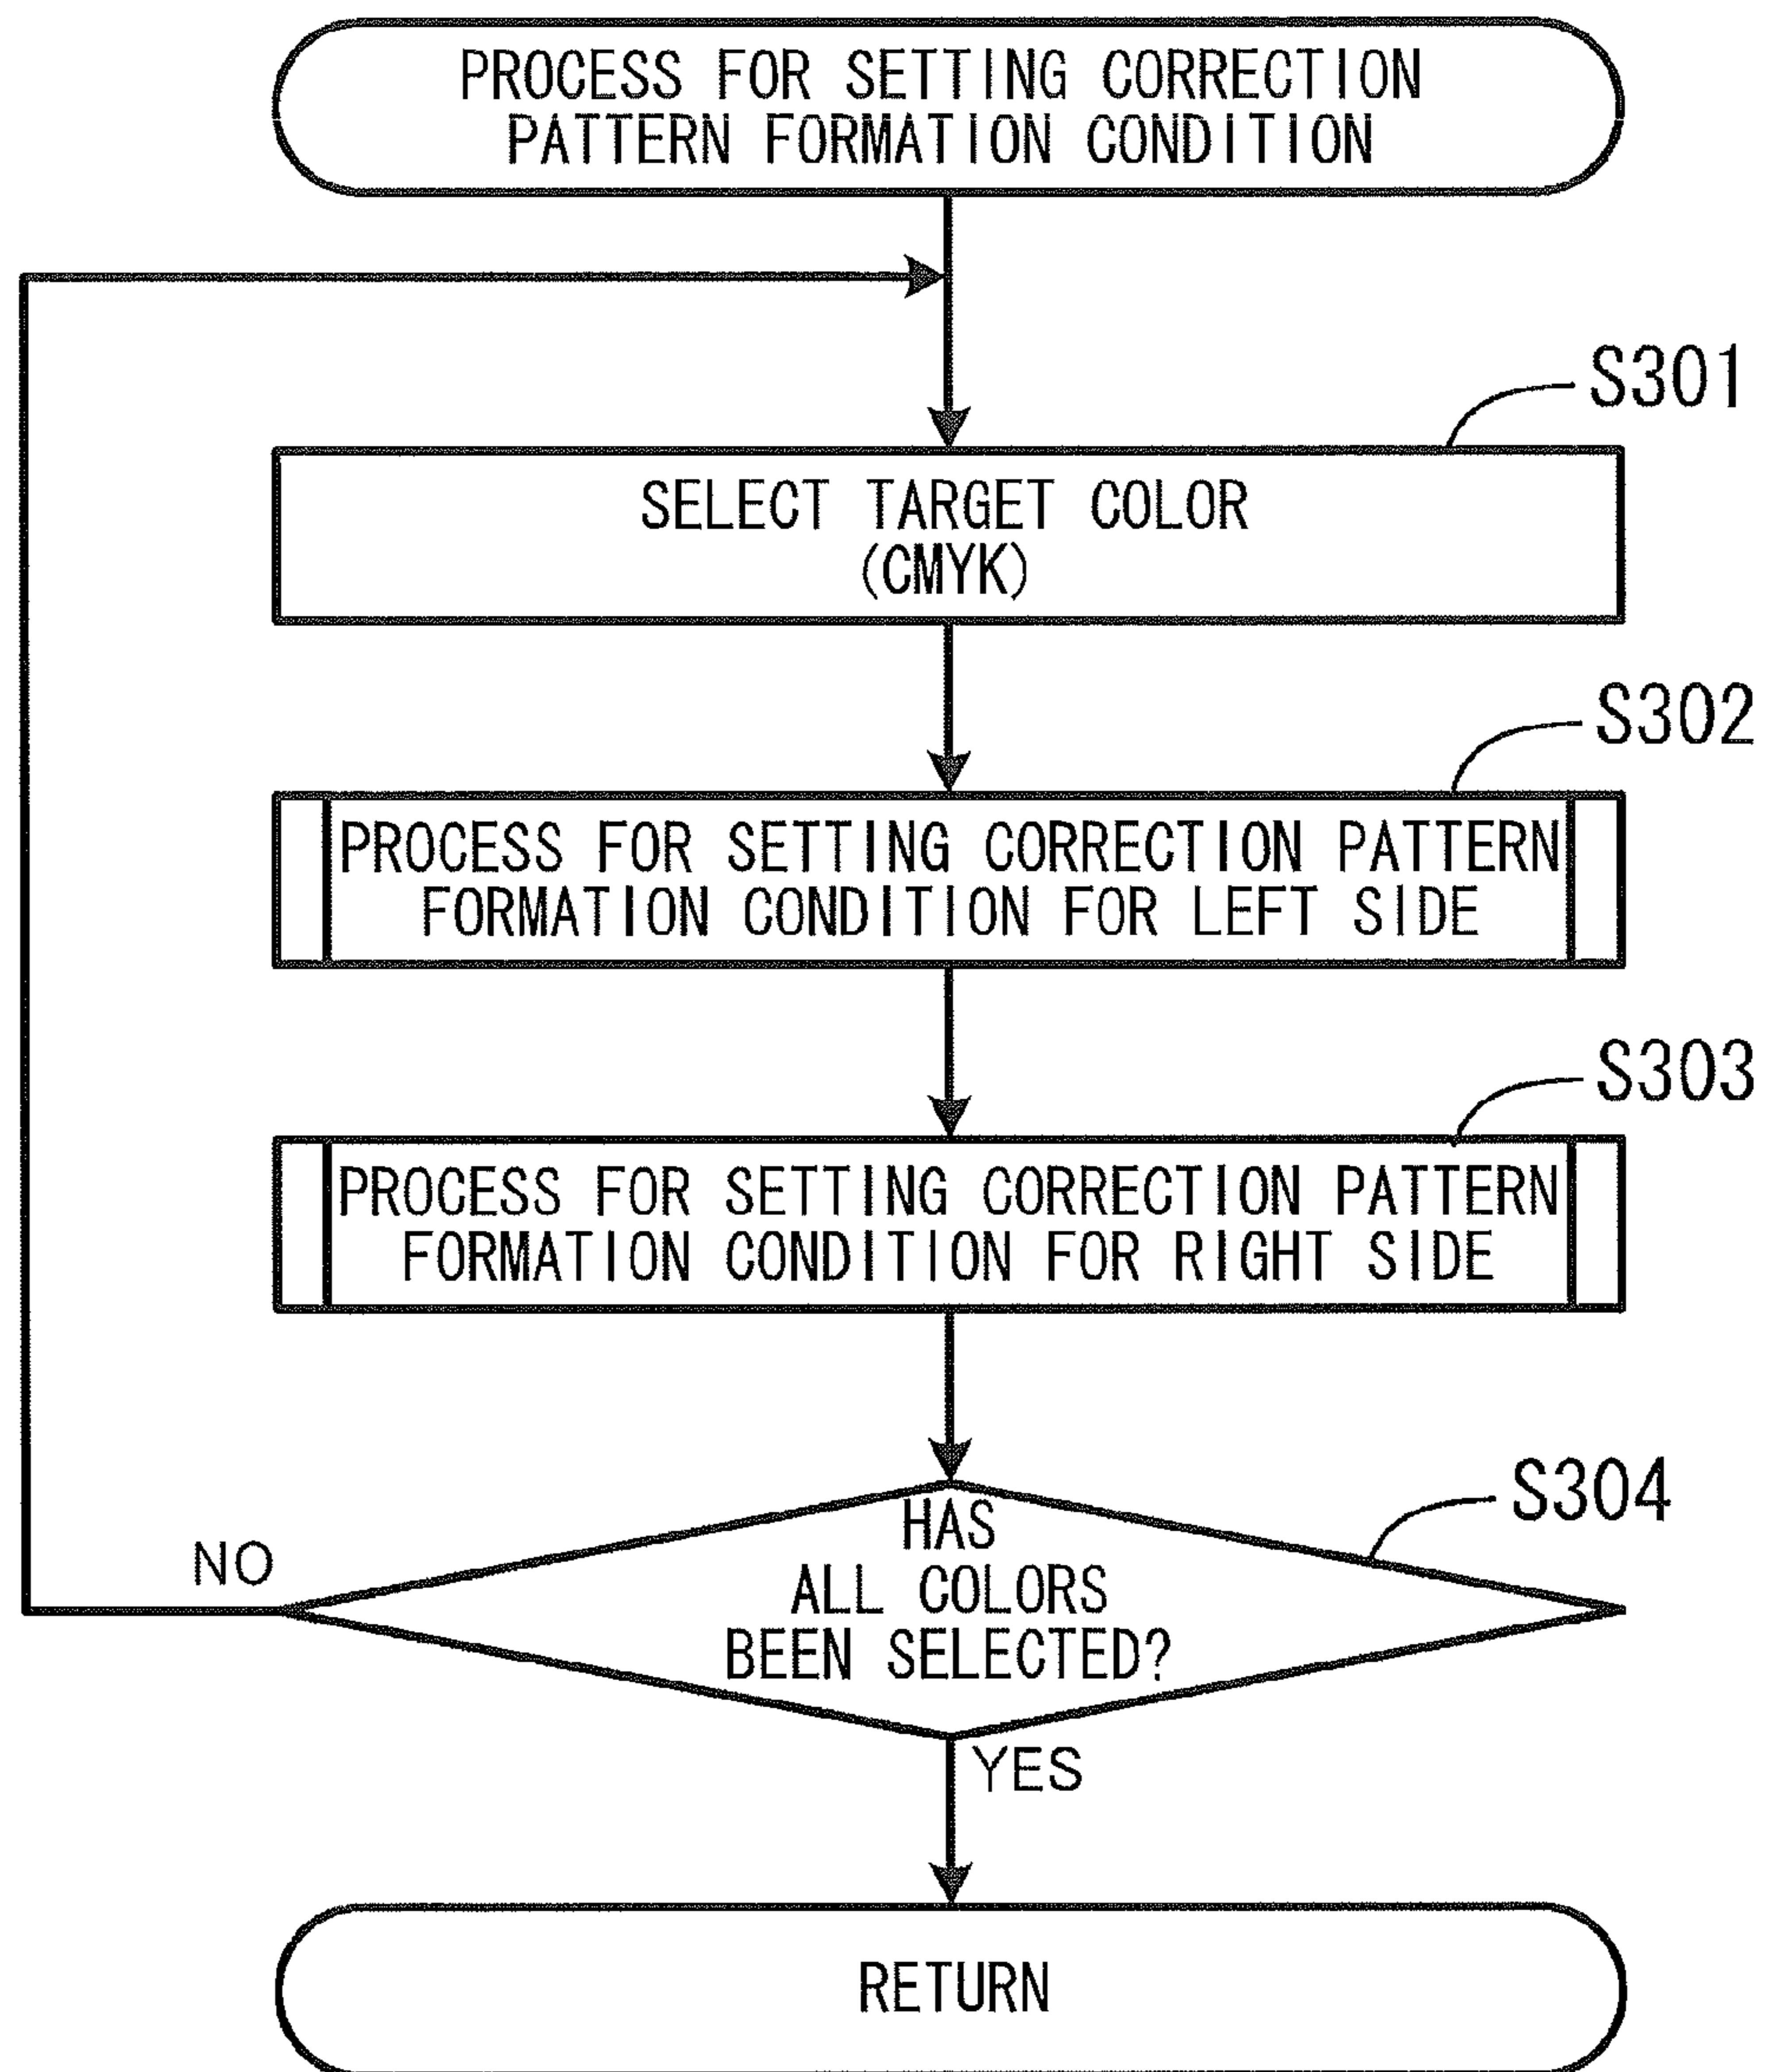 PROCESS FOR SETTING CORRECTION
PATTERN FORMATION CONDITION
S301
SELECT TARGET COLOR
(CMYK)
S302
PROCESS FOR SETTING CORRECTION PATTERN
FORMATION CONDITION FOR LEFT SIDE
S303
PROCESS FOR SETTING CORRECTION PATTERN
FORMATION CONDITION FOR RIGHT SIDE
S304
HAS
ALL COLORS
BEEN SELECTED?
NO
YES
RETURN